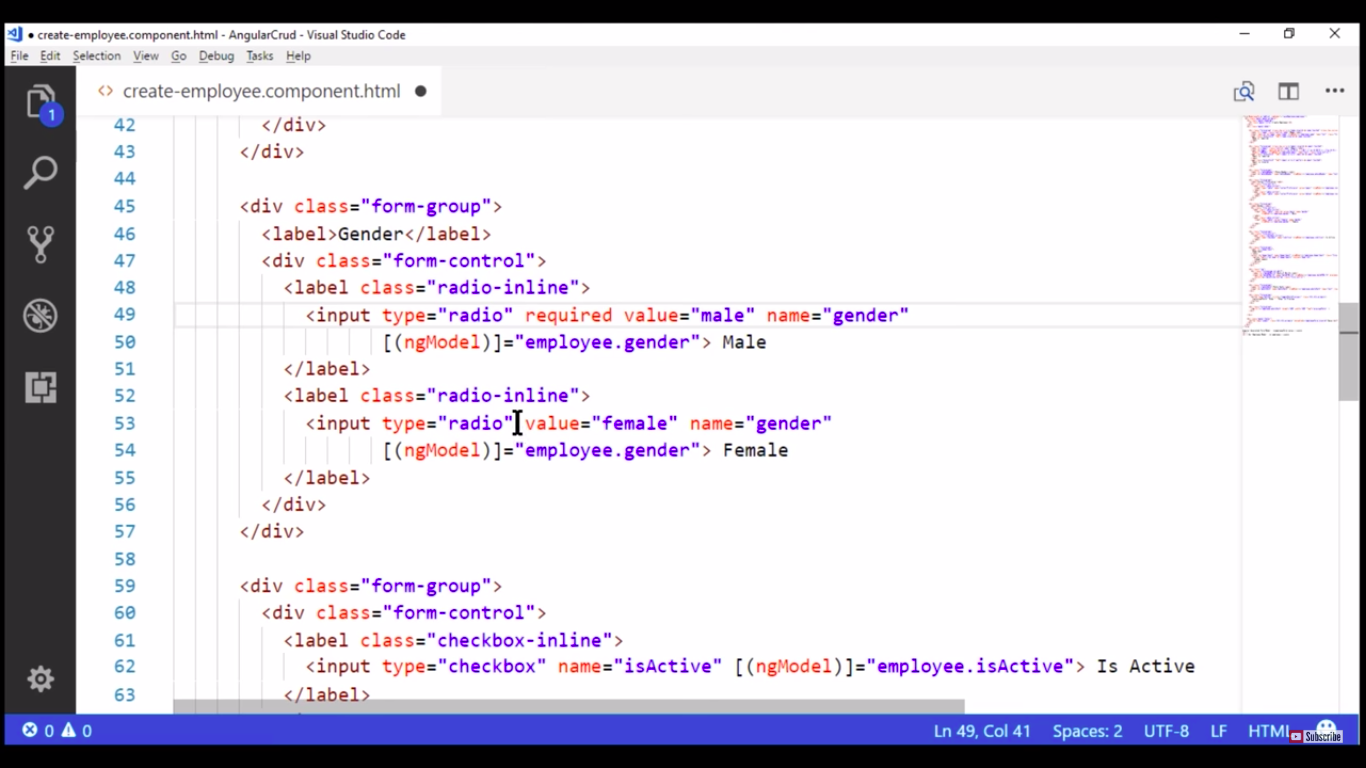 create-employee.component.html - AngularCrud - Visual Studio Code
File Edit Selection View Go Debug Tasks Help
<> create-employee.component.html
1
42 </div>
43 </div>
44
45 <div class="form-group">
46 <label>Gender</label>
47 <div class="form-control">
48 <label class="radio-inline">
49 <input type="radio" required value="male" name="gender"
50 [(ngModel)]="employee.gender"> Male
51 </label>
52 <label class="radio-inline">
53 <input type="radio" value="female" name="gender"
54 [(ngModel)]="employee.gender"> Female
55 </label>
56 </div>
57 </div>
58
59 <div class="form-group">
60 <div class="form-control">
61 <label class="checkbox-inline">
62 <input type="checkbox" name="isActive" [(ngModel)]="employee.isActive"> Is Active
63 </label>
0 0 Ln 49, Col 41 Spaces: 2 UTF-8 LF HTML
Subscribe